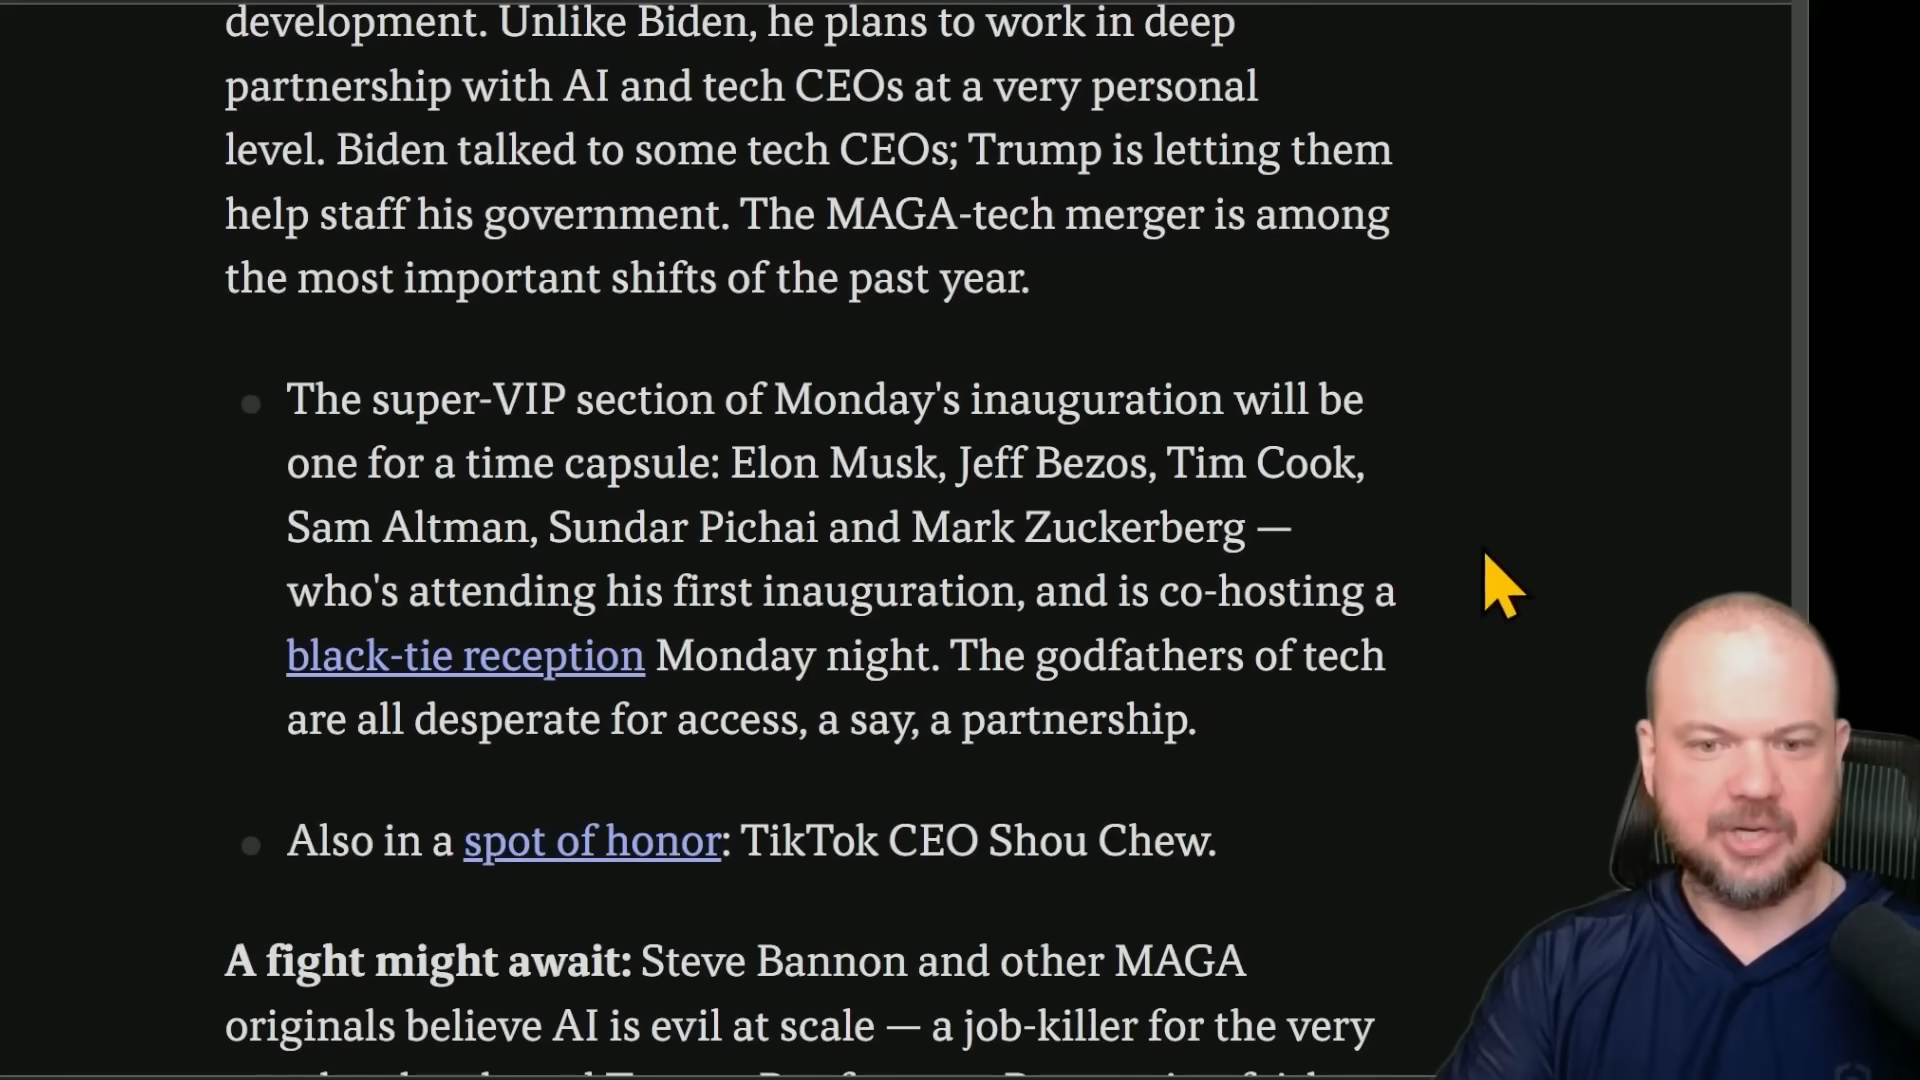 development. Unlike Biden, he plans to work in deep
partnership with AI and tech CEOs at a very personal
level. Biden talked to some tech CEOs; Trump is letting them
help staff his government. The MAGA-tech merger is among
the most important shifts of the past year.
The super-VIP section of Monday's inauguration will be
one for a time capsule: Elon Musk, Jeff Bezos, Tim Cook,
Sam Altman, Sundar Pichai and Mark Zuckerberg —
who's attending his first inauguration, and is co-hosting a
black-tie reception Monday night. The godfathers of tech
are all desperate for access, a say, a partnership.
Also in a spot of honor: TikTok CEO Shou Chew.
A fight might await: Steve Bannon and other MAGA
originals believe AI is evil at scale — a job-killer for the very